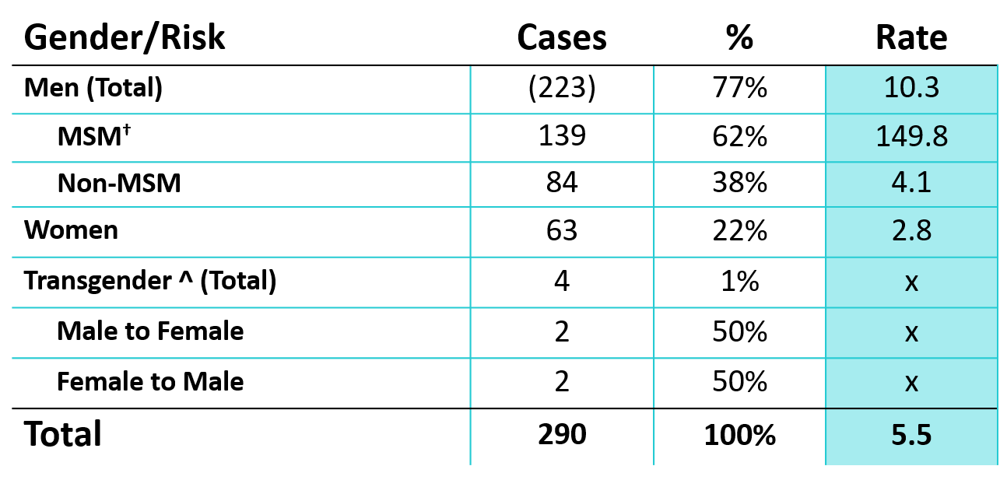 Gender/Risk Cases % Rate
Men (Total) (223) 77% 10.3
MSM† 139 62% 149.8
Non-MSM 84 38% 4.1
Women 63 22% 2.8
Transgender ^ (Total) 4 1% x
Male to Female 2 50% x
Female to Male 2 50% x
Total 290 100% 5.5